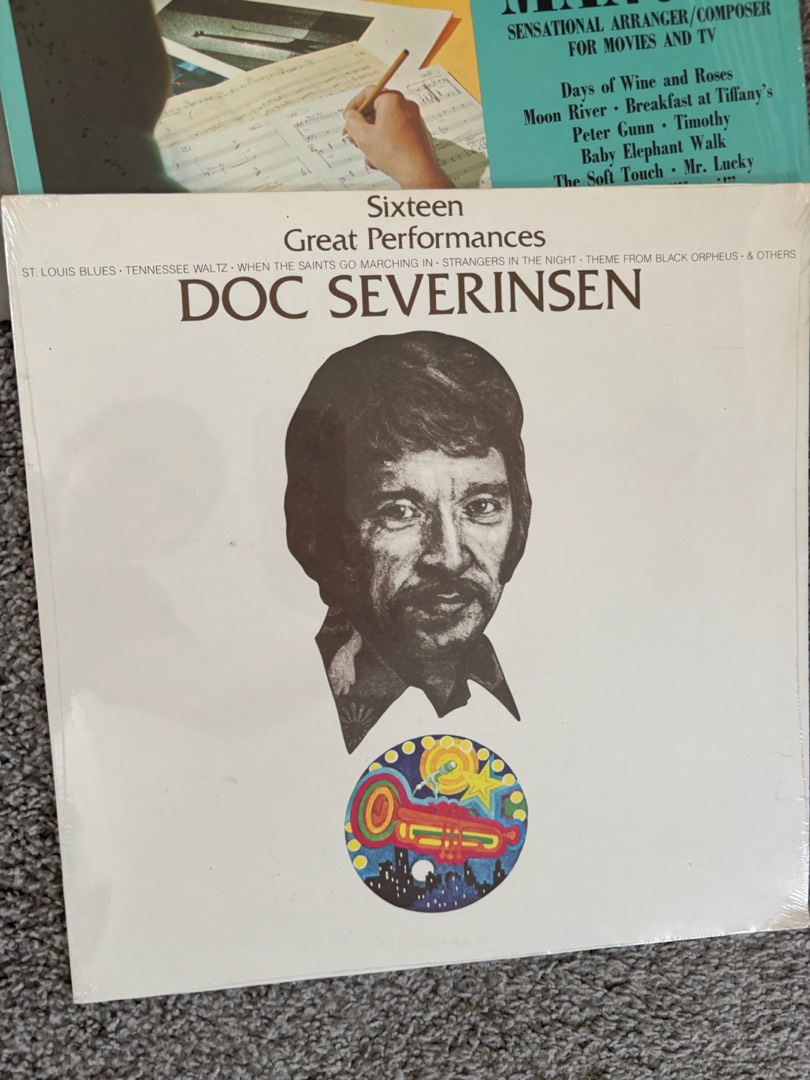 SENSATIONAL ARRANGER/COMPOSER
FOR MOVIES AND TV
Days of Wine and Roses
Moon River · Breakfast at Tiffany's
Peter Gunn · Timothy
Baby Elephant Walk
The Soft Touch · Mr. Lucky
Sixteen
Great Performances
ST. LOUIS BLUES · TENNESSEE WALTZ · WHEN THE SAINTS GO MARCHING IN · STRANGERS IN THE NIGHT · THEME FROM BLACK ORPHEUS · & OTHERS
DOC SEVERINSEN